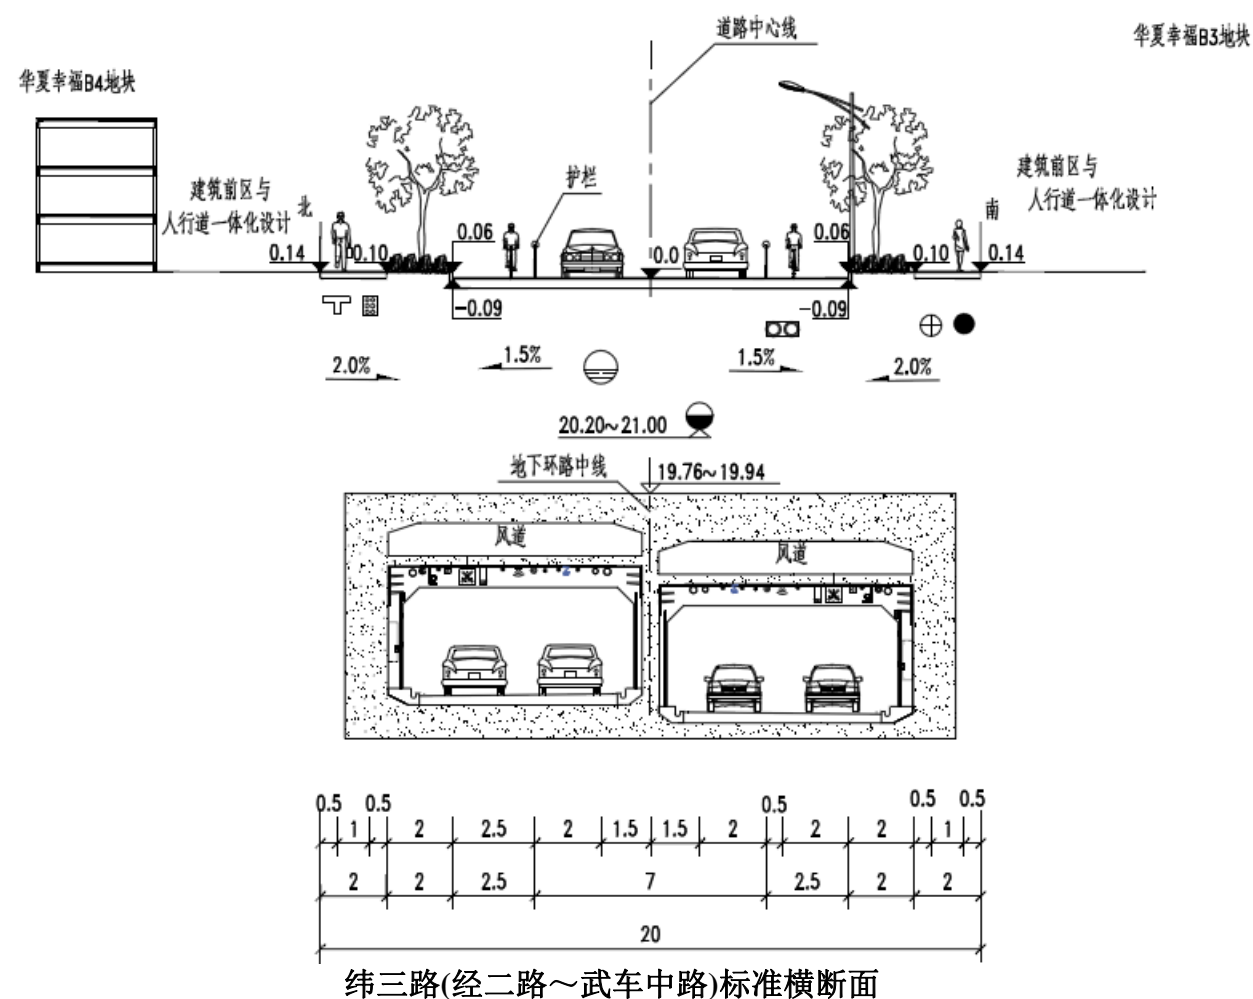 道路中心线
华夏幸福B3地块
华夏幸福B4地块
护栏
建筑前区与
人行道一体化设计
北
建筑前区与
人行道一体化设计
南
0.14
0.10
0.06
0.0
0.06
0.10
0.14
-0.09
-0.09
2.0%
1.5%
1.5%
2.0%
20.20~21.00
地下环路中线
19.76~19.94
风道
风道
0.5 0.5 0.5 0.5 0.5
1 2 2.5 2 1.5 1.5 2 2 2 1
2 2 2.5 7 2.5 2 2
20
纬三路(经二路～武车中路)标准横断面